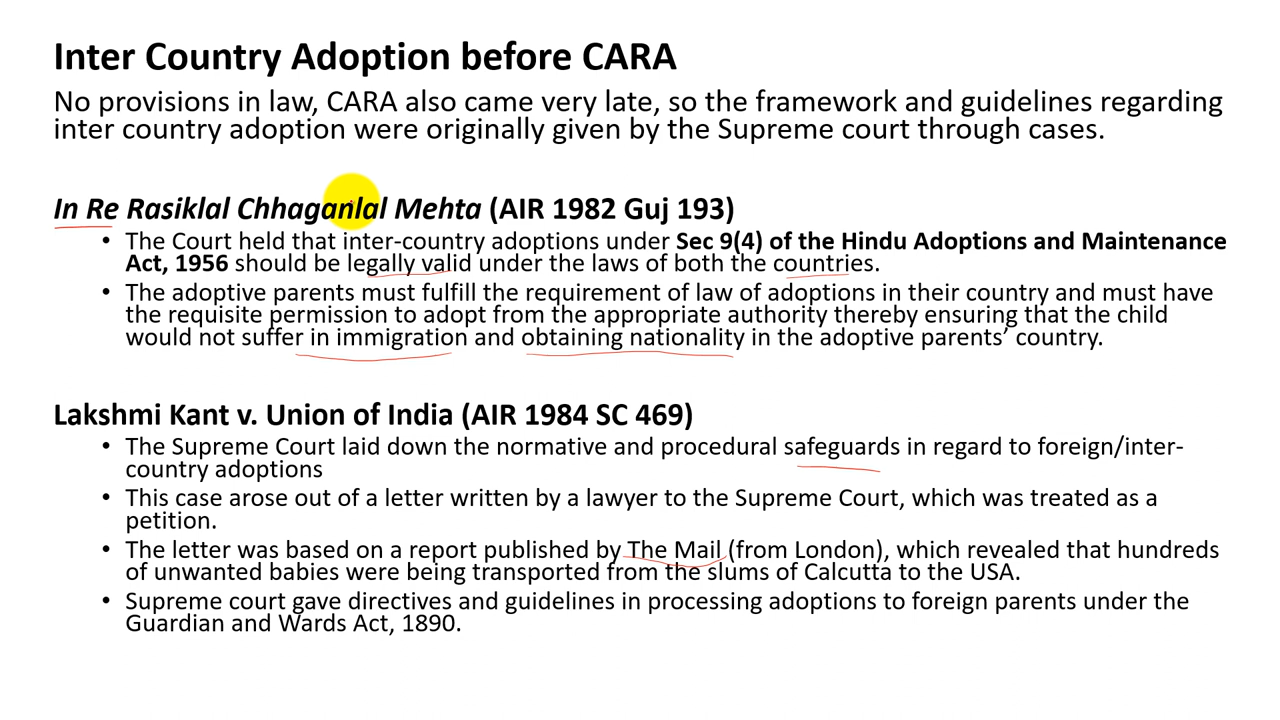 Inter Country Adoption before CARA
No provisions in law, CARA also came very late, so the framework and guidelines regarding
inter country adoption were originally given by the Supreme court through cases.
In Re Rasiklal Chhaganlal Mehta (AIR 1982 Guj 193)
• The Court held that inter-country adoptions under Sec 9(4) of the Hindu Adoptions and Maintenance
Act, 1956 should be legally valid under the laws of both the countries.
• The adoptive parents must fulfill the requirement of law of adoptions in their country and must have
the requisite permission to adopt from the appropriate authority thereby ensuring that the child
would not suffer in immigration and obtaining nationality in the adoptive parents’ country.
Lakshmi Kant v. Union of India (AIR 1984 SC 469)
• The Supreme Court laid down the normative and procedural safeguards in regard to foreign/inter-
country adoptions
• This case arose out of a letter written by a lawyer to the Supreme Court, which was treated as a
petition.
• The letter was based on a report published by The Mail (from London), which revealed that hundreds
of unwanted babies were being transported from the slums of Calcutta to the USA.
• Supreme court gave directives and guidelines in processing adoptions to foreign parents under the
Guardian and Wards Act, 1890.